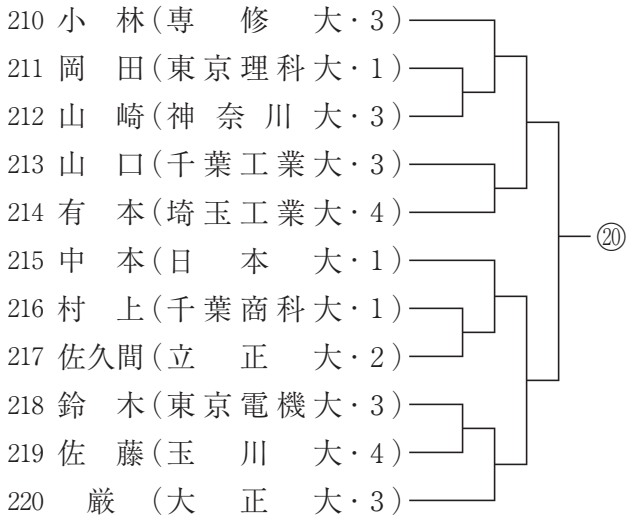 210 小林(専修大・3)
211 岡田(東京理科大・1)
212 山崎(神奈川大・3)
213 山口(千葉工業大・3)
214 有本(埼玉工業大・4)
⑳
215 中本(日本大・1)
216 村上(千葉商科大・1)
217 佐久間(立正大・2)
218 鈴木(東京電機大・3)
219 佐藤(玉川大・4)
220 厳(大正大・3)